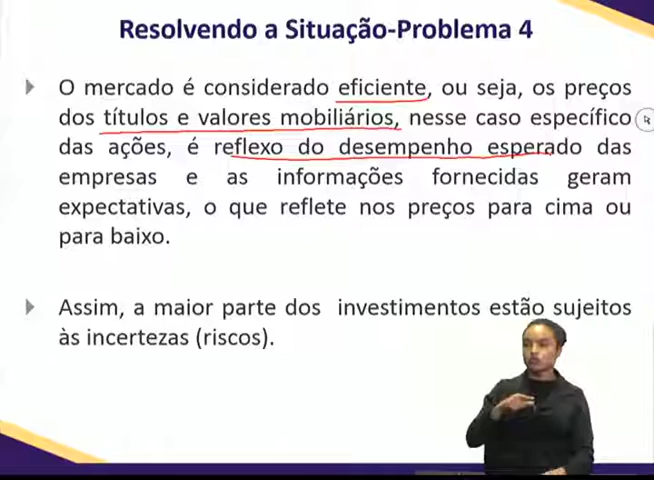 Resolvendo a Situação-Problema 4
O mercado é considerado eficiente, ou seja, os preços
dos títulos e valores mobiliários, nesse caso específico
das ações, é reflexo do desempenho esperado das
empresas e as informações fornecidas geram
expectativas, o que reflete nos preços para cima ou
para baixo.
Assim, a maior parte dos investimentos estão sujeitos
às incertezas (riscos).